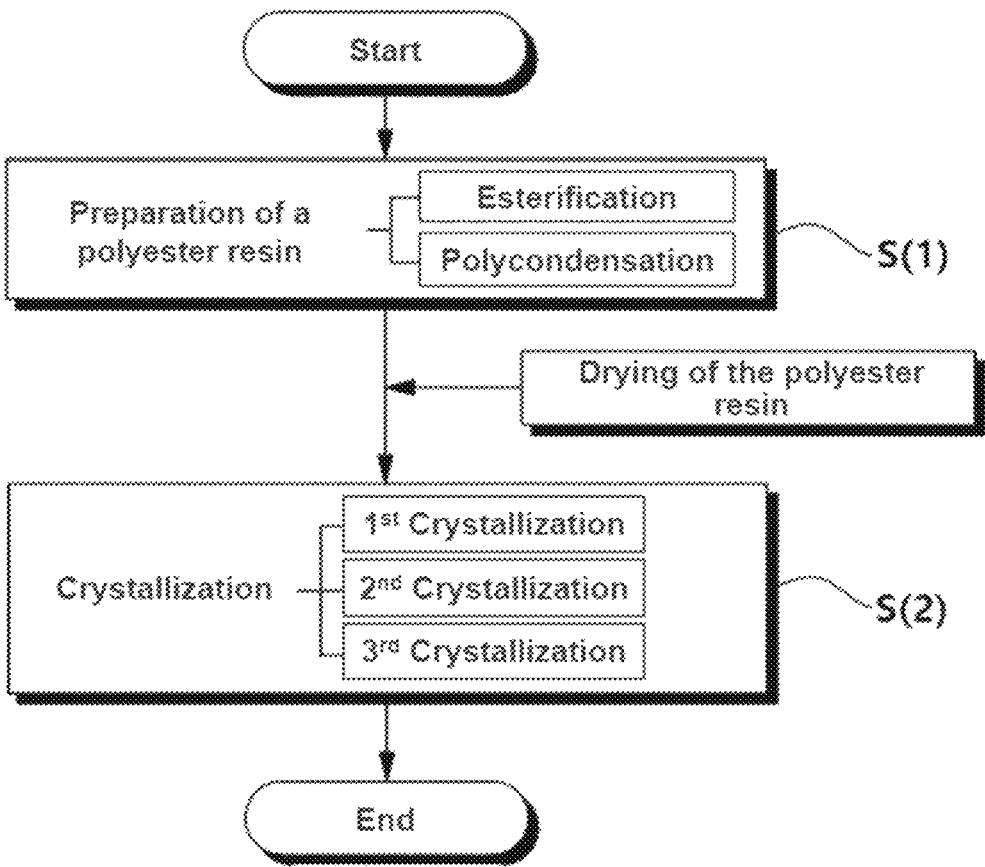 Start
Preparation of a
polyester resin
Esterification
Polycondensation
S(1)
Drying of the polyester
resin
Crystallization
1st Crystallization
2nd Crystallization
3rd Crystallization
S(2)
End